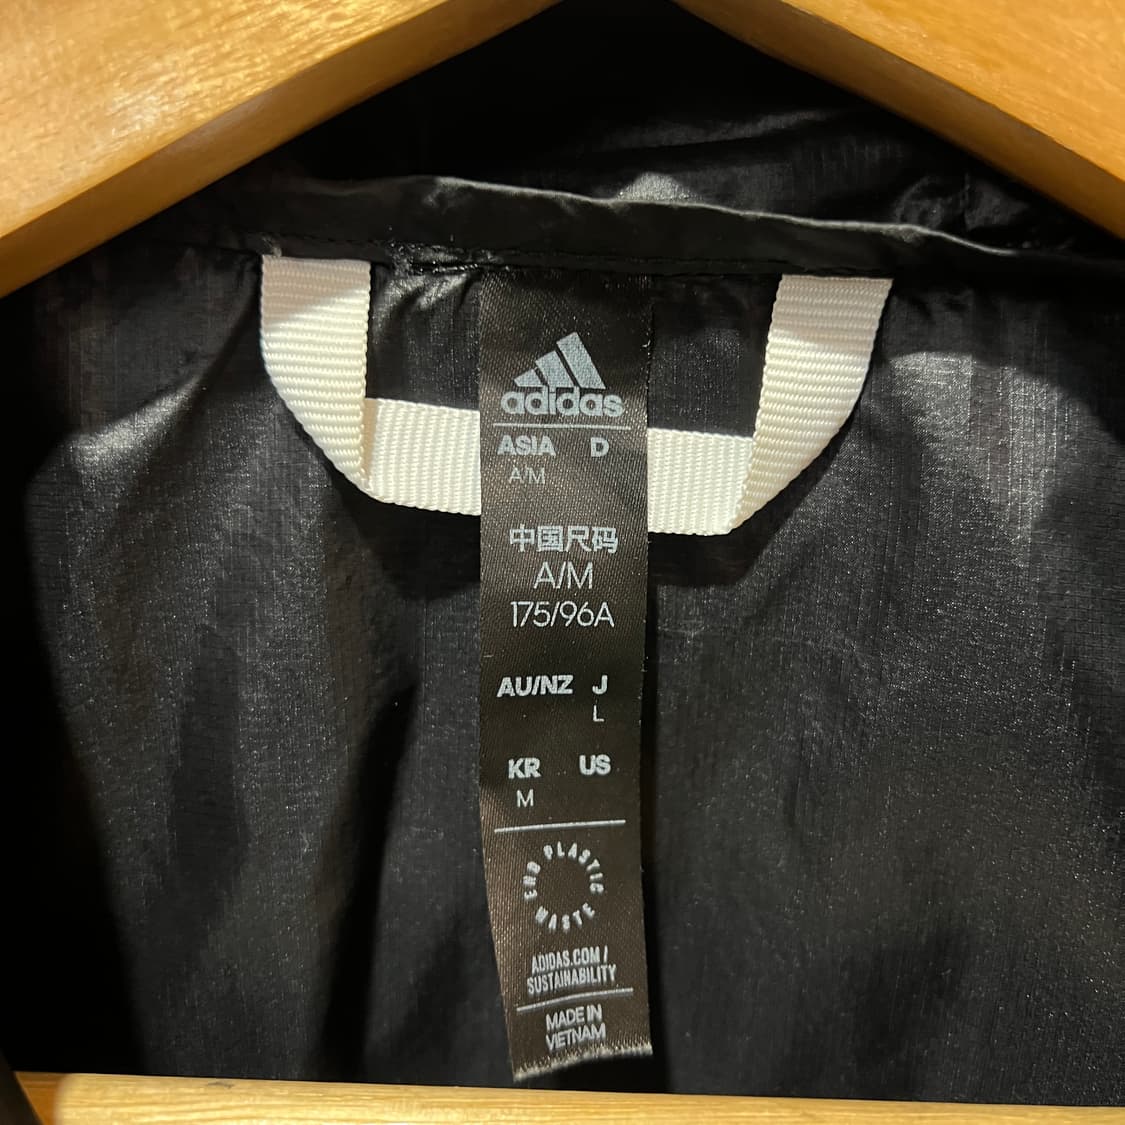 adidas
ASIA D
A/M
中国尺码
A/M
175/96A
AU/NZ J
L
KR US
M
END PLASTIC WASTE
ADIDAS.COM/
SUSTAINABILITY
MADE IN
VIETNAM